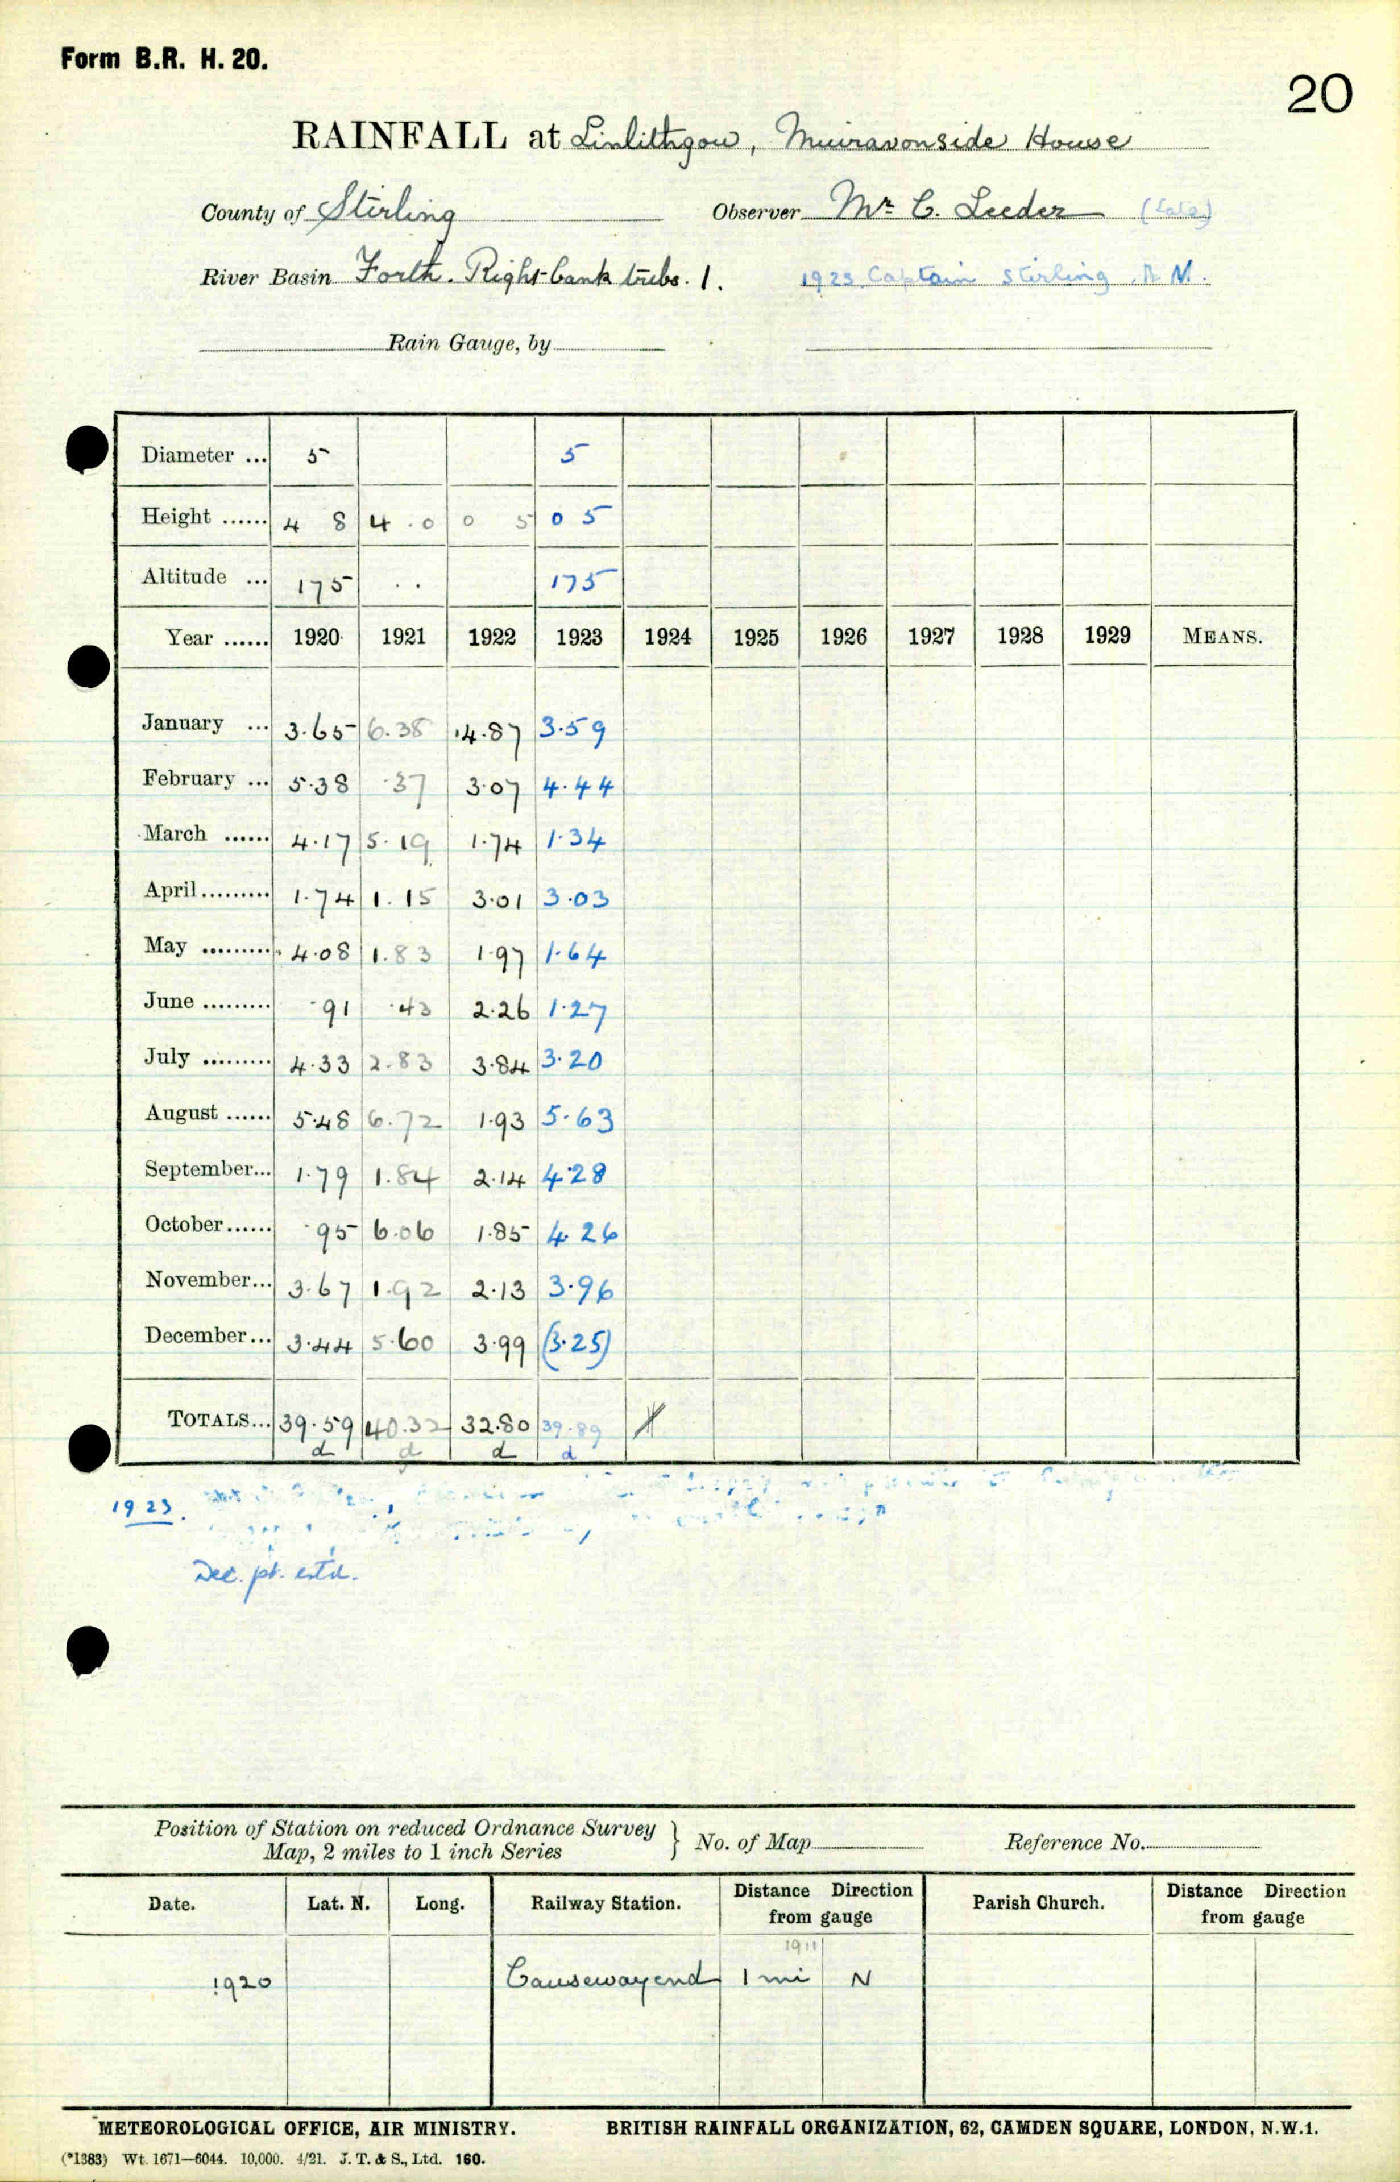 Form B.R. H. 20.
20
RAINFALL at Linlithgow, Muiravonside House
County of Stirling Observer Mr. C. Leeder (late)
River Basin Forth. Right-bank tribs. 1. 1923. Captain Stirling. R. N.
Rain Gauge, by
Diameter ... 5 5
Height ...... 4 8 4 . 0 0 5 0 5
Altitude ... 175 . . 175
Year ...... 1920 1921 1922 1923 1924 1925 1926 1927 1928 1929 MEANS.
January ... 3.65 6.38 4.87 3.59
February ... 5.38 .37 3.07 4.44
March ...... 4.17 5.19 1.74 1.34
April......... 1.74 1.15 3.01 3.03
May ......... 4.08 1.83 1.97 1.64
June ......... .91 .43 2.26 1.27
July ......... 4.33 2.83 3.84 3.20
August ...... 5.48 6.72 1.93 5.63
September... 1.79 1.84 2.14 4.28
October...... .95 6.06 1.85 4.26
November... 3.67 1.92 2.13 3.96
December... 3.44 5.60 3.99 (3.25)
TOTALS... 39.59 40.32 32.80 39.89
d d d d
1923.
Dec. pt. estd.
Position of Station on reduced Ordnance Survey
Map, 2 miles to 1 inch Series } No. of Map Reference No.
Date. Lat. N. Long. Railway Station. Distance Direction from gauge Parish Church. Distance Direction from gauge
1911
1920 Causewayend 1 mi N
METEOROLOGICAL OFFICE, AIR MINISTRY. BRITISH RAINFALL ORGANIZATION, 62, CAMDEN SQUARE, LONDON, N.W.1.
(*1383) Wt. 1671—6044. 10,000. 4/21. J. T. & S., Ltd. 160.